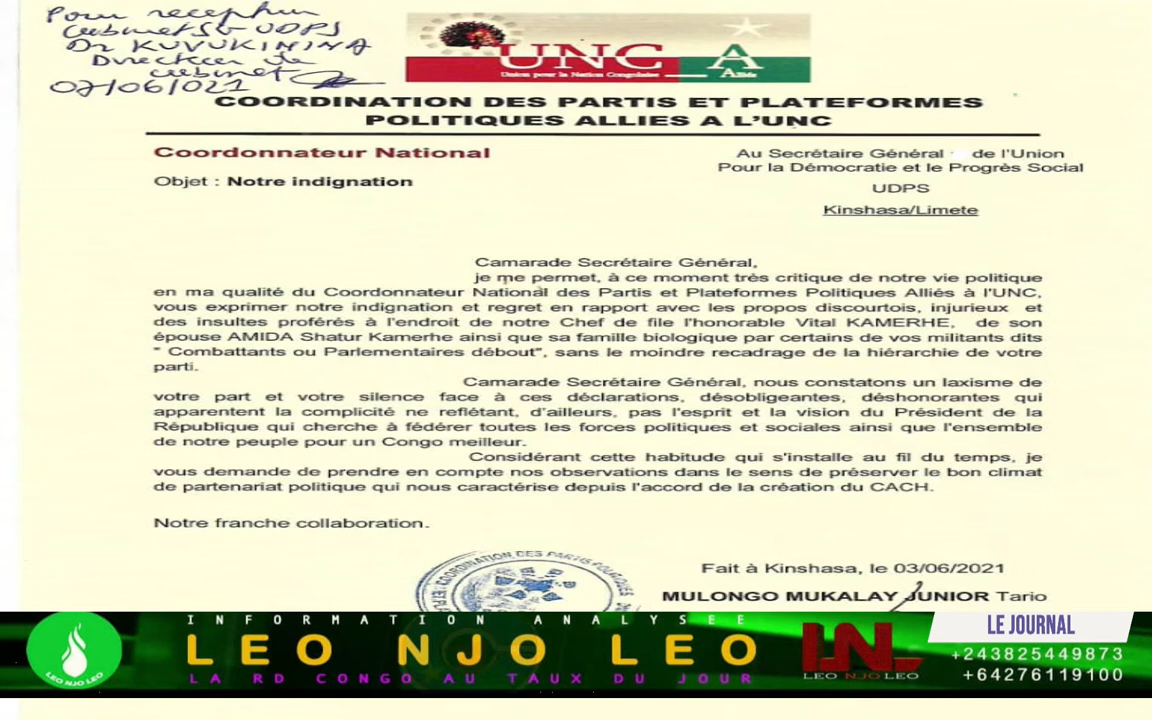 Pour reception
Cabinet SG UDPS
Dr KUVUKININA
Directeur de
cabinet
07/06/021
UNC A
Union pour la Nation Congolaise Alliés
COORDINATION DES PARTIS ET PLATEFORMES
POLITIQUES ALLIES A L'UNC
Coordonnateur National
Objet : Notre indignation
Au Secrétaire Général de l'Union
Pour la Démocratie et le Progrès Social
UDPS
Kinshasa/Limete
Camarade Secrétaire Général,
je me permet, à ce moment très critique de notre vie politique
en ma qualité du Coordonnateur National des Partis et Plateformes Politiques Alliés à l'UNC,
vous exprimer notre indignation et regret en rapport avec les propos discourtois, injurieux et
des insultes proférés à l'endroit de notre Chef de file l'honorable Vital KAMERHE, de son
épouse AMIDA Shatur Kamerhe ainsi que sa famille biologique par certains de vos militants dits
" Combattants ou Parlementaires début", sans le moindre recadrage de la hiérarchie de votre
parti.
Camarade Secrétaire Général, nous constatons un laxisme de
votre part et votre silence face à ces déclarations, désobligeantes, déshonorantes qui
apparentent la complicité ne reflétant, d'ailleurs, pas l'esprit et la vision du Président de la
République qui cherche à fédérer toutes les forces politiques et sociales ainsi que l'ensemble
de notre peuple pour un Congo meilleur.
Considérant cette habitude qui s'installe au fil du temps, je
vous demande de prendre en compte nos observations dans le sens de préserver le bon climat
de partenariat politique qui nous caractérise depuis l'accord de la création du CACH.
Notre franche collaboration.
COORDINATION DES PARTIS POLITIQUES
Fait à Kinshasa, le 03/06/2021
MULONGO MUKALAY JUNIOR Tario
INFORMATION ANALYSEE
LEO NJO LEO
LA RD CONGO AU TAUX DU JOUR
LEO NJO LEO
LNL
LEO NJO LEO
LE JOURNAL
+243825449873
+64276119100